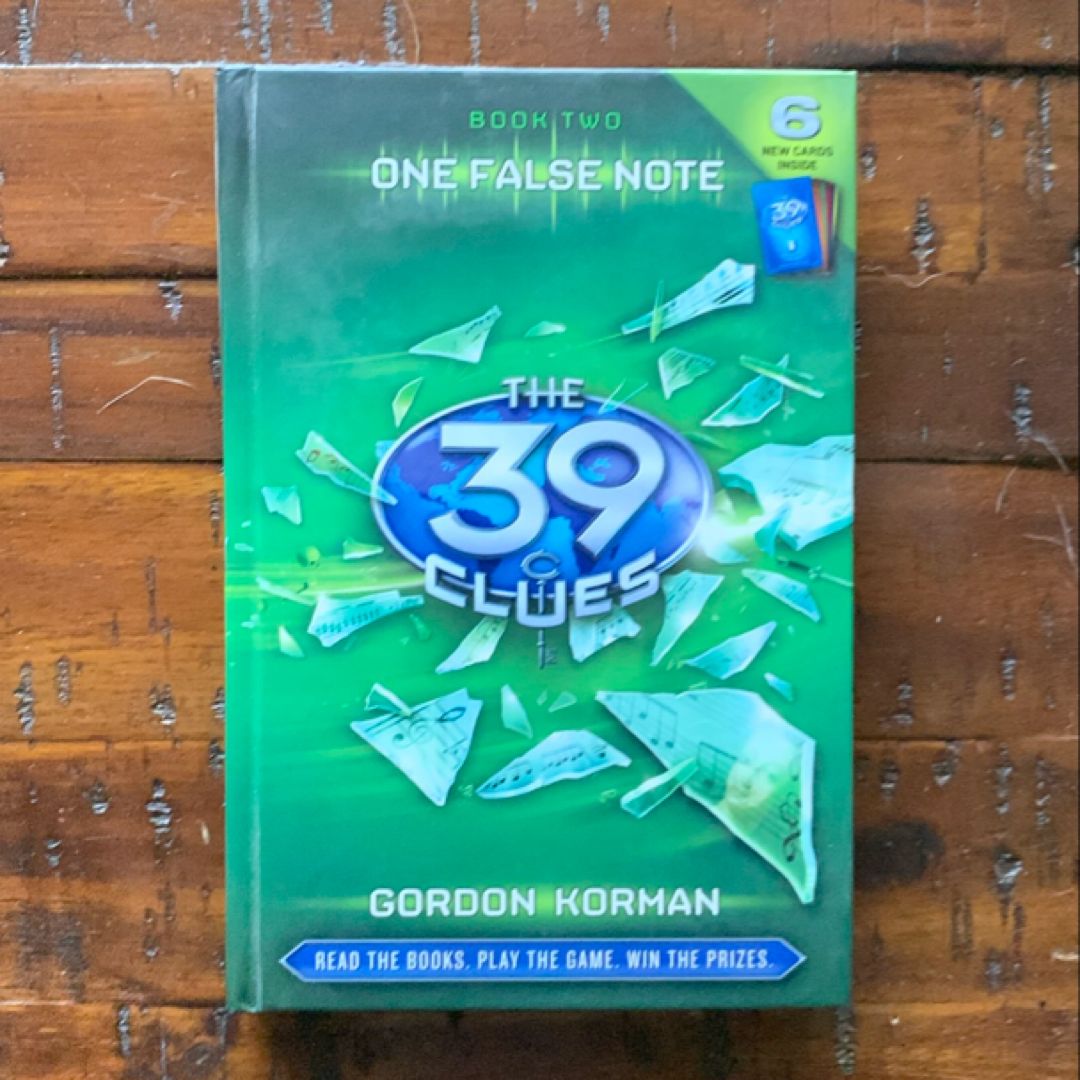 BOOK TWO
ONE FALSE NOTE
6
NEW CARDS
INSIDE
39
THE
39
CLUES
GORDON KORMAN
READ THE BOOKS. PLAY THE GAME. WIN THE PRIZES.